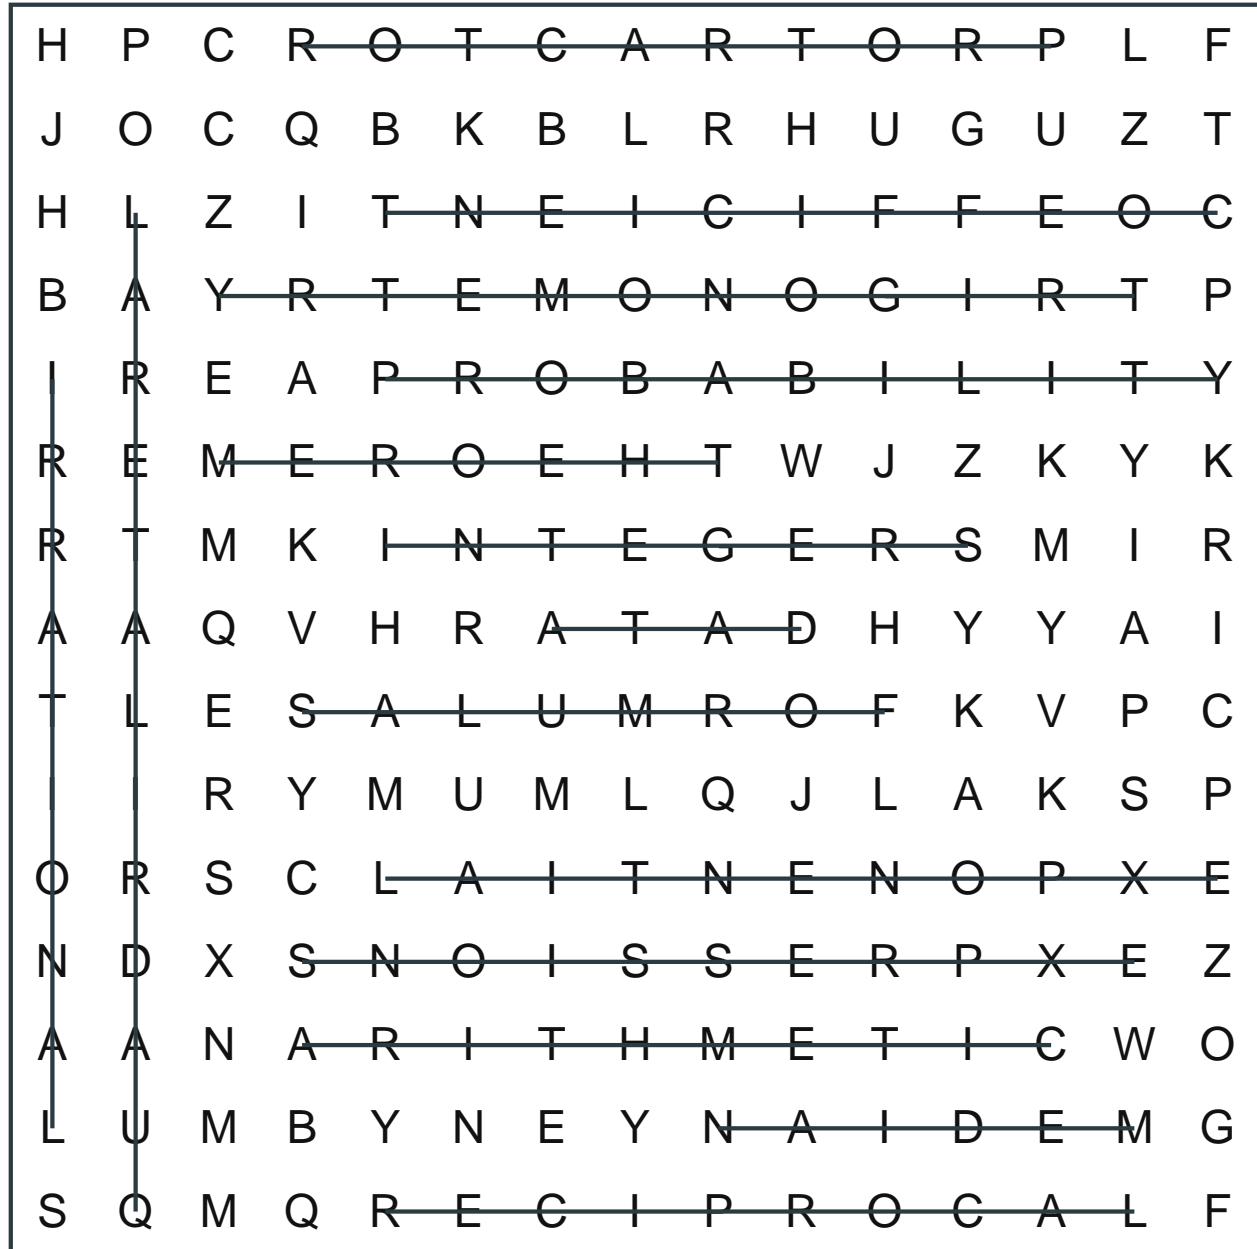 H P C R O T C A R T O R P L F
J O C Q B K B L R H U G U Z T
H L Z I T N E I C I F F E O C
B A Y R T E M O N O G I R T P
I R E A P R O B A B I L I T Y
R E M E R O E H T W J Z K Y K
R T M K I N T E G E R S M I R
A A Q V H R A T A D H Y Y A I
T L E S A L U M R O F K V P C
I I R Y M U M L Q J L A K S P
O R S C L A I T N E N O P X E
N D X S N O I S S E R P X E Z
A A N A R I T H M E T I C W O
L U M B Y N E Y N A I D E M G
S Q M Q R E C I P R O C A L F